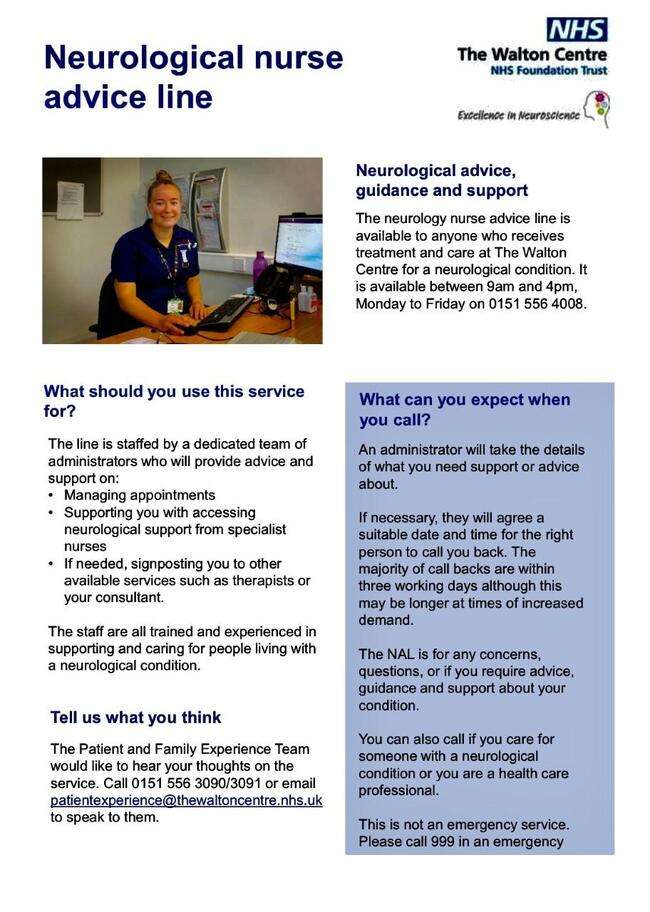 Neurological nurse
advice line
NHS
The Walton Centre
NHS Foundation Trust
Excellence in Neuroscience
Neurological advice,
guidance and support
The neurology nurse advice line is
available to anyone who receives
treatment and care at The Walton
Centre for a neurological condition. It
is available between 9am and 4pm,
Monday to Friday on 0151 556 4008.
What should you use this service
for?
The line is staffed by a dedicated team of
administrators who will provide advice and
support on:
• Managing appointments
• Supporting you with accessing
neurological support from specialist
nurses
• If needed, signposting you to other
available services such as therapists or
your consultant.
The staff are all trained and experienced in
supporting and caring for people living with
a neurological condition.
Tell us what you think
The Patient and Family Experience Team
would like to hear your thoughts on the
service. Call 0151 556 3090/3091 or email
patientexperience@thewaltoncentre.nhs.uk
to speak to them.
What can you expect when
you call?
An administrator will take the details
of what you need support or advice
about.
If necessary, they will agree a
suitable date and time for the right
person to call you back. The
majority of call backs are within
three working days although this
may be longer at times of increased
demand.
The NAL is for any concerns,
questions, or if you require advice,
guidance and support about your
condition.
You can also call if you care for
someone with a neurological
condition or you are a health care
professional.
This is not an emergency service.
Please call 999 in an emergency